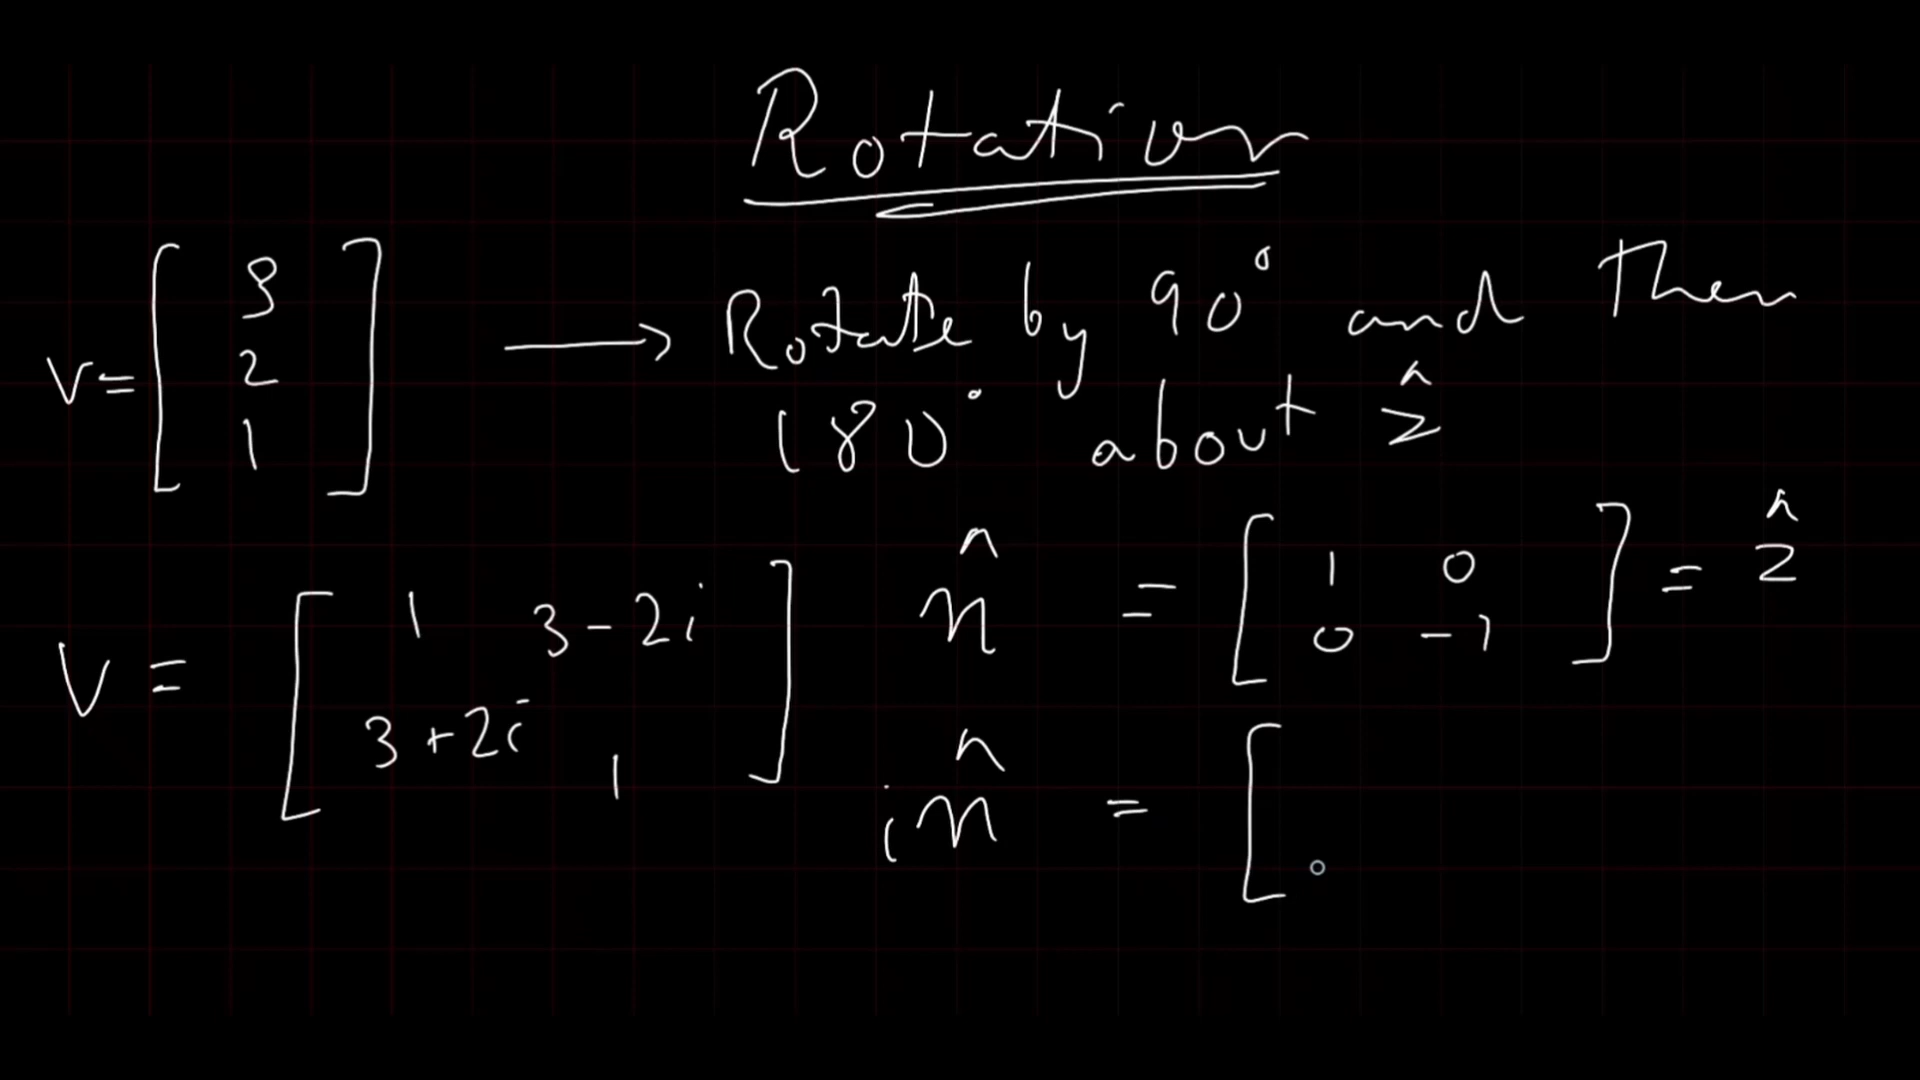 Rotation
v = [ 3 2 1 ] → Rotate by 90° and then
180° about ẑ
V = [ 1 3-2i 3+2i 1 ]
n̂ = [ 1 0 0 -1 ] = ẑ
in̂ = [